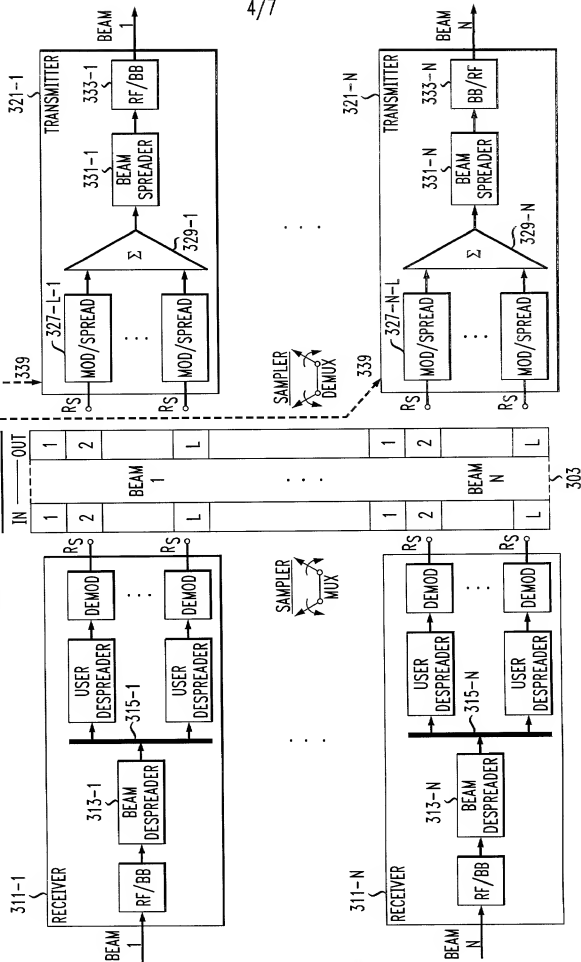 4/7
311-1
RECEIVER
BEAM
1
RF/BB
313-1
BEAM
DESPREADER
315-1
USER
DESPREADER
DEMOD
RS
. . .
USER
DESPREADER
DEMOD
RS
SAMPLER
MUX
. . .
311-N
RECEIVER
BEAM
N
RF/BB
313-N
BEAM
DESPREADER
315-N
USER
DESPREADER
DEMOD
RS
. . .
USER
DESPREADER
DEMOD
RS
IN
OUT
1
2
L
BEAM
1
1
2
L
. . .
1
2
L
BEAM
N
1
2
L
303
339
321-1
TRANSMITTER
RS
327-L-1
MOD/SPREAD
. . .
RS
MOD/SPREAD
Σ
329-1
331-1
BEAM
SPREADER
333-1
RF/BB
BEAM
1
SAMPLER
DEMUX
. . .
339
321-N
TRANSMITTER
RS
327-N-L
MOD/SPREAD
. . .
RS
MOD/SPREAD
Σ
329-N
331-N
BEAM
SPREADER
333-N
BB/RF
BEAM
N